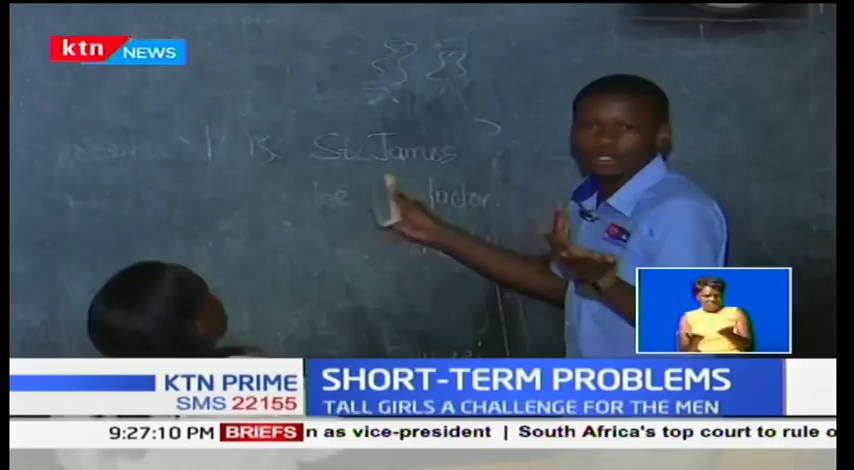 ktn NEWS
is St. James
be
KTN PRIME
SMS 22155
SHORT-TERM PROBLEMS
TALL GIRLS A CHALLENGE FOR THE MEN
9:27:10 PM BRIEFS n as vice-president | South Africa's top court to rule o